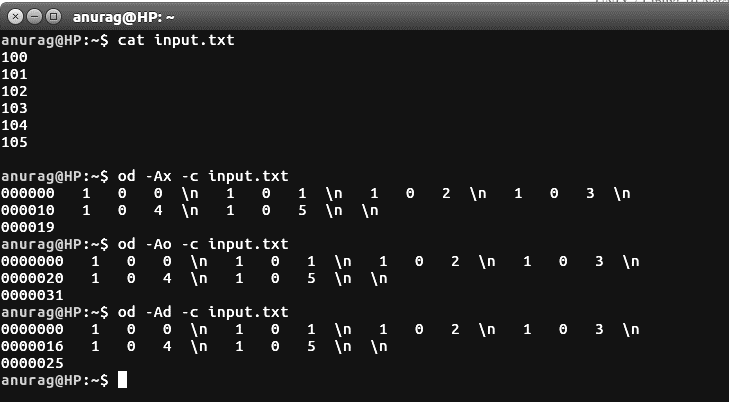 anurag@HP: ~
anurag@HP:~$ cat input.txt
100
101
102
103
104
105

anurag@HP:~$ od -Ax -c input.txt
000000   1   0   0  \n   1   0   1  \n   1   0   2  \n   1   0   3  \n
000010   1   0   4  \n   1   0   5  \n  \n
000019
anurag@HP:~$ od -Ao -c input.txt
0000000   1   0   0  \n   1   0   1  \n   1   0   2  \n   1   0   3  \n
0000020   1   0   4  \n   1   0   5  \n  \n
0000031
anurag@HP:~$ od -Ad -c input.txt
0000000   1   0   0  \n   1   0   1  \n   1   0   2  \n   1   0   3  \n
0000016   1   0   4  \n   1   0   5  \n  \n
0000025
anurag@HP:~$